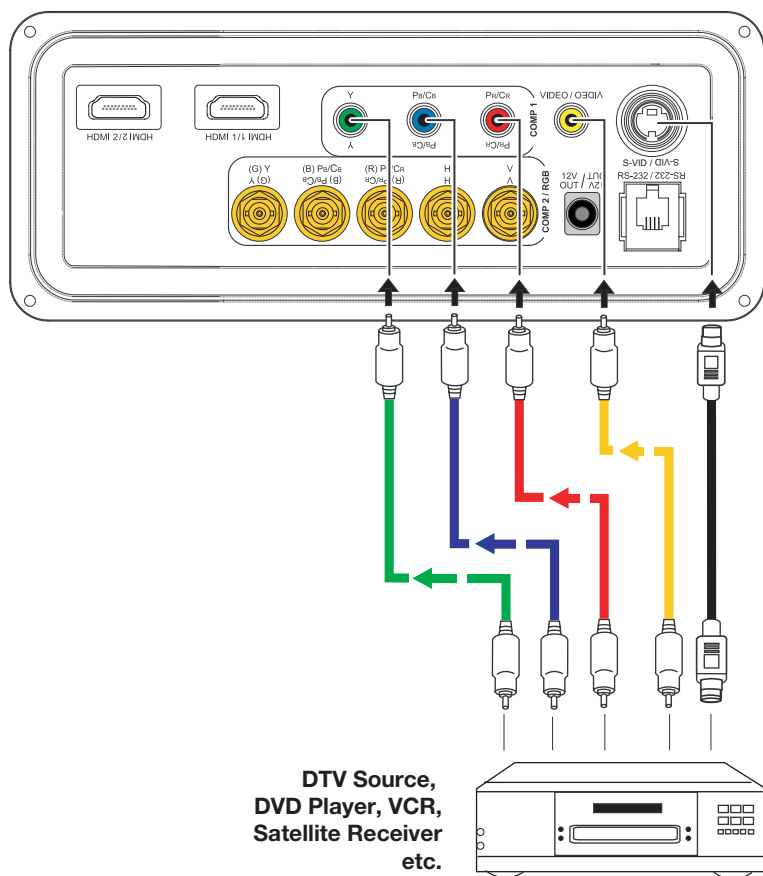 Y PB/CB PR/CR VIDEO / VIDEO
HDMI 2/2 HDMI HDMI 1/1 HDMI
Y PB/CB PR/CR COMP 1
S-VID / S-VID
RS-232 / RS-232
(G) Y (B) PB/CB (R) PR/CR H V
(G) Y (B) PB/CB (R) PR/CR H V
COMP 2 / RGB
12V OUT / 12V OUT
DTV Source,
DVD Player, VCR,
Satellite Receiver
etc.